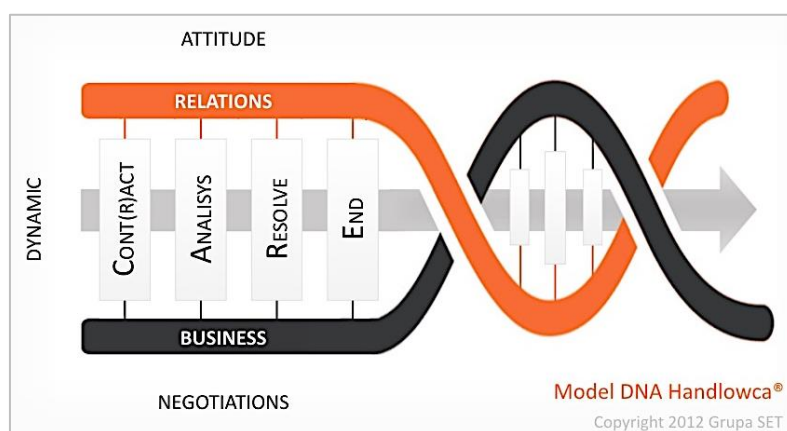 ATTITUDE
RELATIONS
DYNAMIC
CONT(R)ACT
ANALISYS
RESOLVE
END
BUSINESS
NEGOTIATIONS
Model DNA Handlowca®
Copyright 2012 Grupa SET